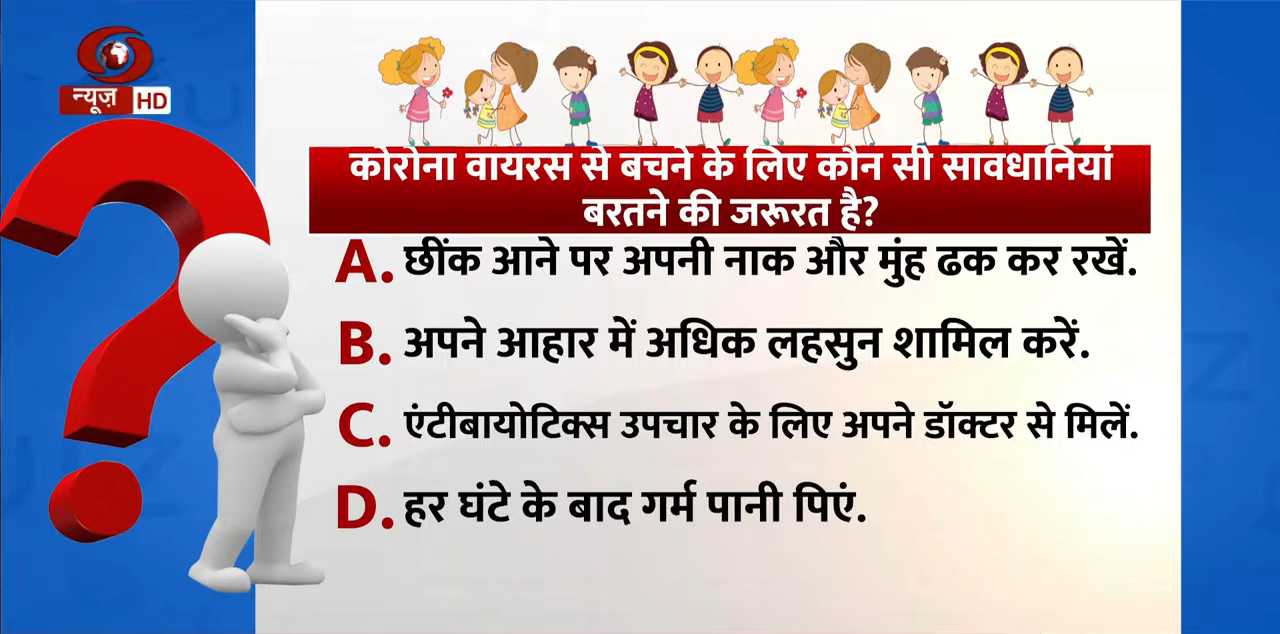 न्यूज़ HD
कोरोना वायरस से बचने के लिए कौन सी सावधानियां
बरतने की जरूरत है?
A. छींक आने पर अपनी नाक और मुंह ढक कर रखें.
B. अपने आहार में अधिक लहसुन शामिल करें.
C. एंटीबायोटिक्स उपचार के लिए अपने डॉक्टर से मिलें.
D. हर घंटे के बाद गर्म पानी पिएं.